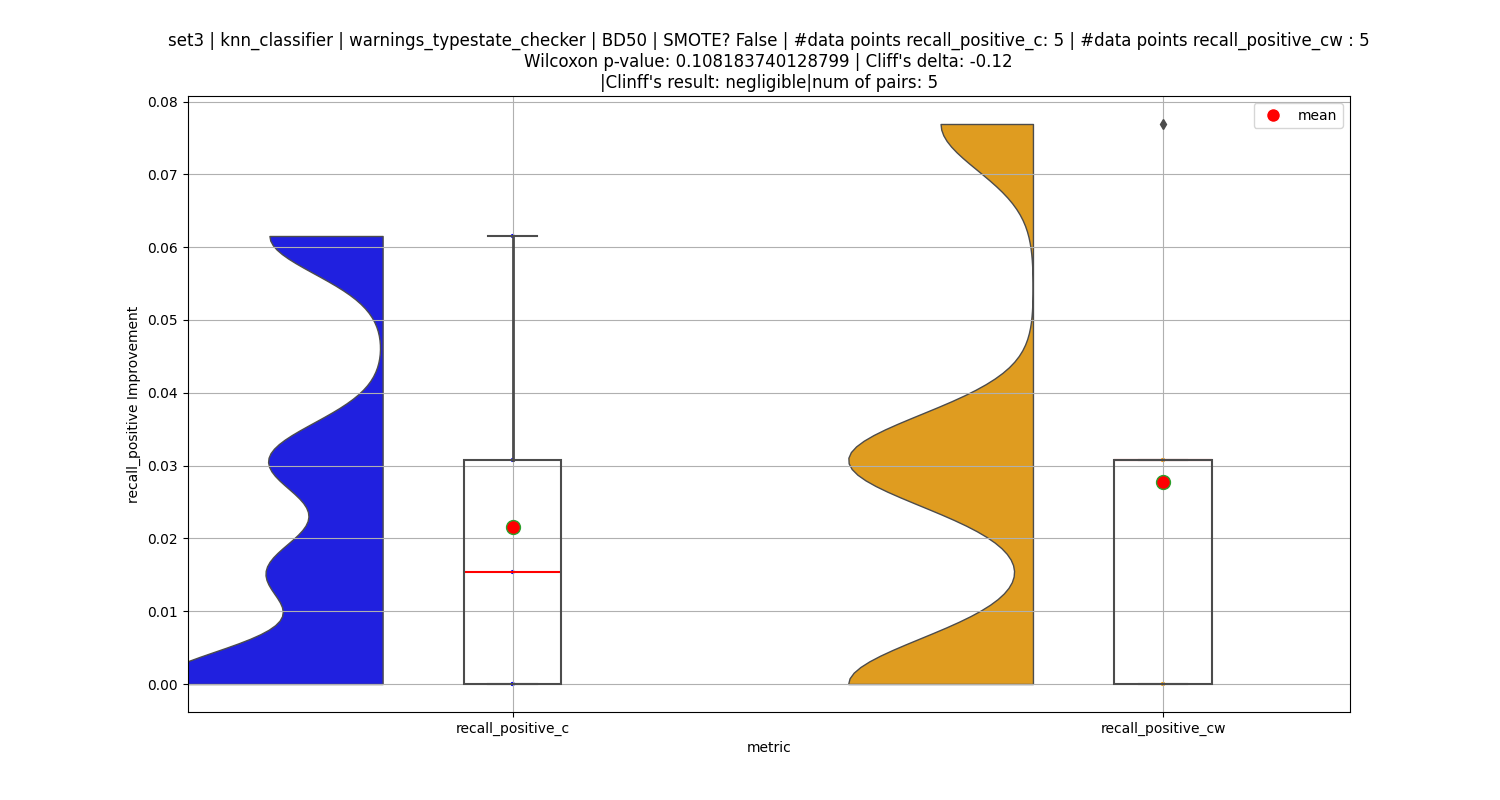 set3 | knn_classifier | warnings_typestate_checker | BD50 | SMOTE? False | #data points recall_positive_c: 5 | #data points recall_positive_cw : 5
Wilcoxon p-value: 0.108183740128799 | Cliff's delta: -0.12
|Clinff's result: negligible|num of pairs: 5
mean
recall_positive Improvement
0.08
0.07
0.06
0.05
0.04
0.03
0.02
0.01
0.00
recall_positive_c
recall_positive_cw
metric